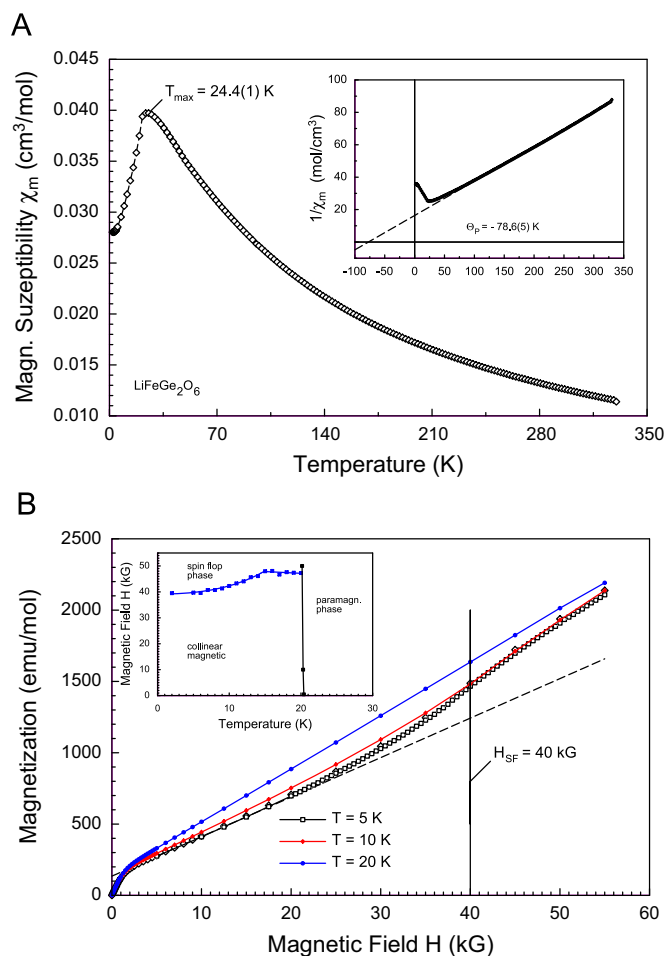 A
Magn. Suzeptibility χm (cm³/mol)
0.045
0.040
0.035
0.030
0.025
0.020
0.015
0.010
Tmax = 24.4(1) K
LiFeGe₂O₆
0
70
140
210
280
350
Temperature (K)
1/χm (mol/cm³)
100
80
60
40
20
ΘP = - 78.6(5) K
-100
-50
0
50
100
150
200
250
300
350
B
Magnetization (emu/mol)
2500
2000
1500
1000
500
0
Magnetic Field H (kG)
50
40
30
20
10
0
spin flop
phase
paramagn.
phase
collinear
magnetic
0
10
20
30
Temperature (K)
HSF = 40 kG
T = 5 K
T = 10 K
T = 20 K
0
10
20
30
40
50
60
Magnetic Field H (kG)